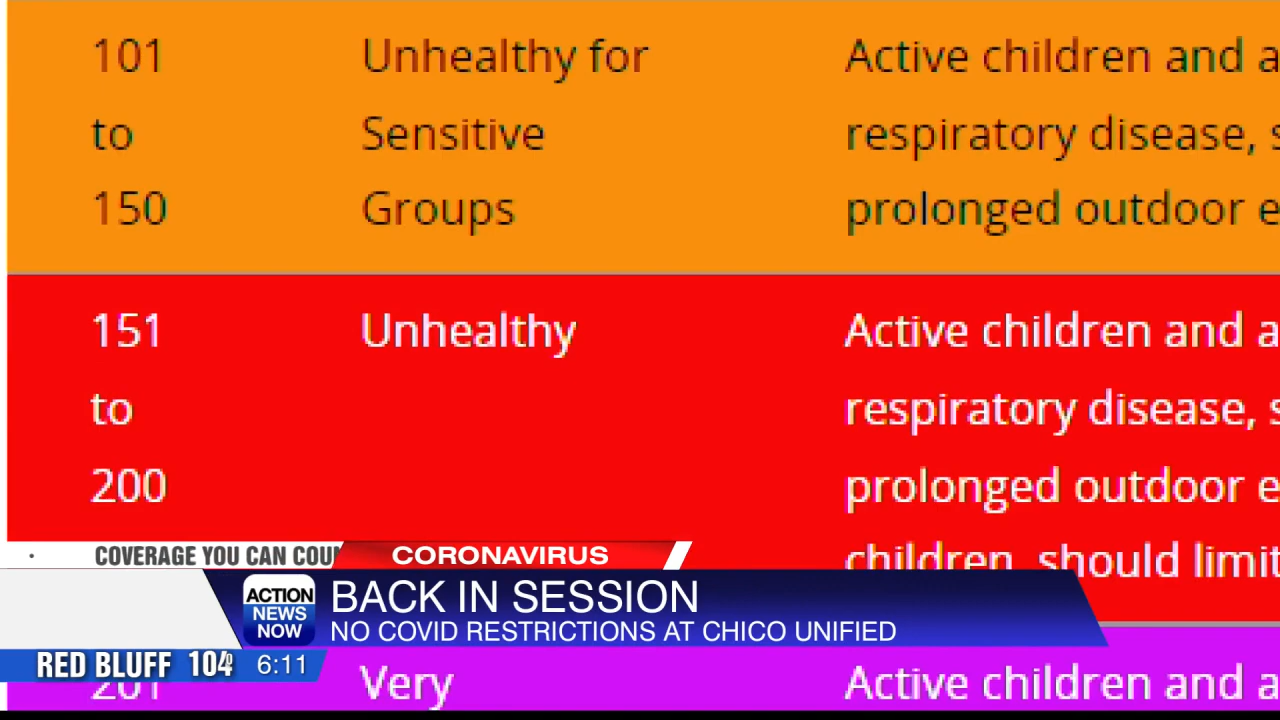 101 Unhealthy for Active children and a
to Sensitive respiratory disease, s
150 Groups prolonged outdoor e
151 Unhealthy Active children and a
to respiratory disease, s
200 prolonged outdoor e
children, should limit
COVERAGE YOU CAN COU CORONAVIRUS
ACTION
NEWS
NOW
BACK IN SESSION
NO COVID RESTRICTIONS AT CHICO UNIFIED
RED BLUFF 104° 6:11
201 Very Active children and a